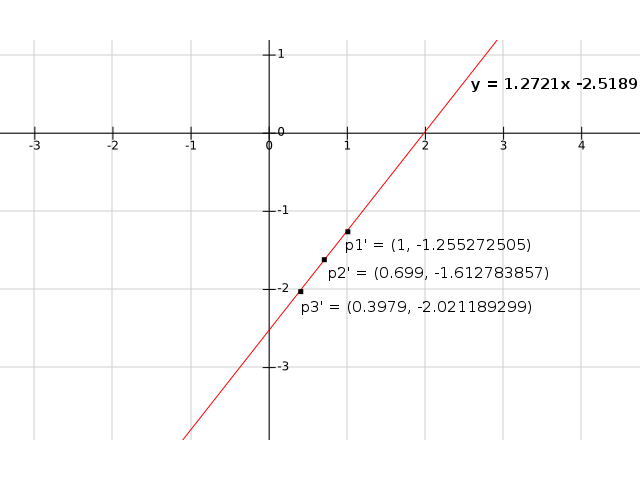 1
y = 1.2721x -2.5189
0
-3 -2 -1 0 1 2 3 4
-1
p1' = (1, -1.255272505)
p2' = (0.699, -1.612783857)
-2
p3' = (0.3979, -2.021189299)
-3